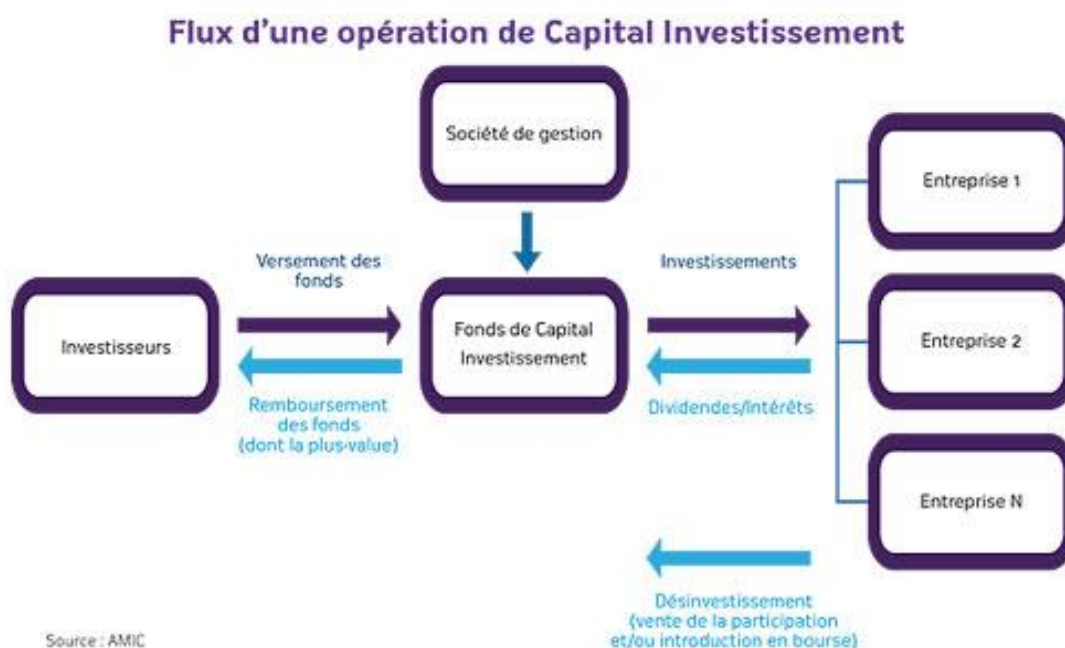 Flux d'une opération de Capital Investissement
Société de gestion
Entreprise 1
Versement des
fonds
Investissements
Investisseurs
Fonds de Capital
Investissement
Entreprise 2
Remboursement
des fonds
(dont la plus-value)
Dividendes/Intérêts
Entreprise N
Désinvestissement
(vente de la participation
et/ou introduction en bourse)
Source : AMIC